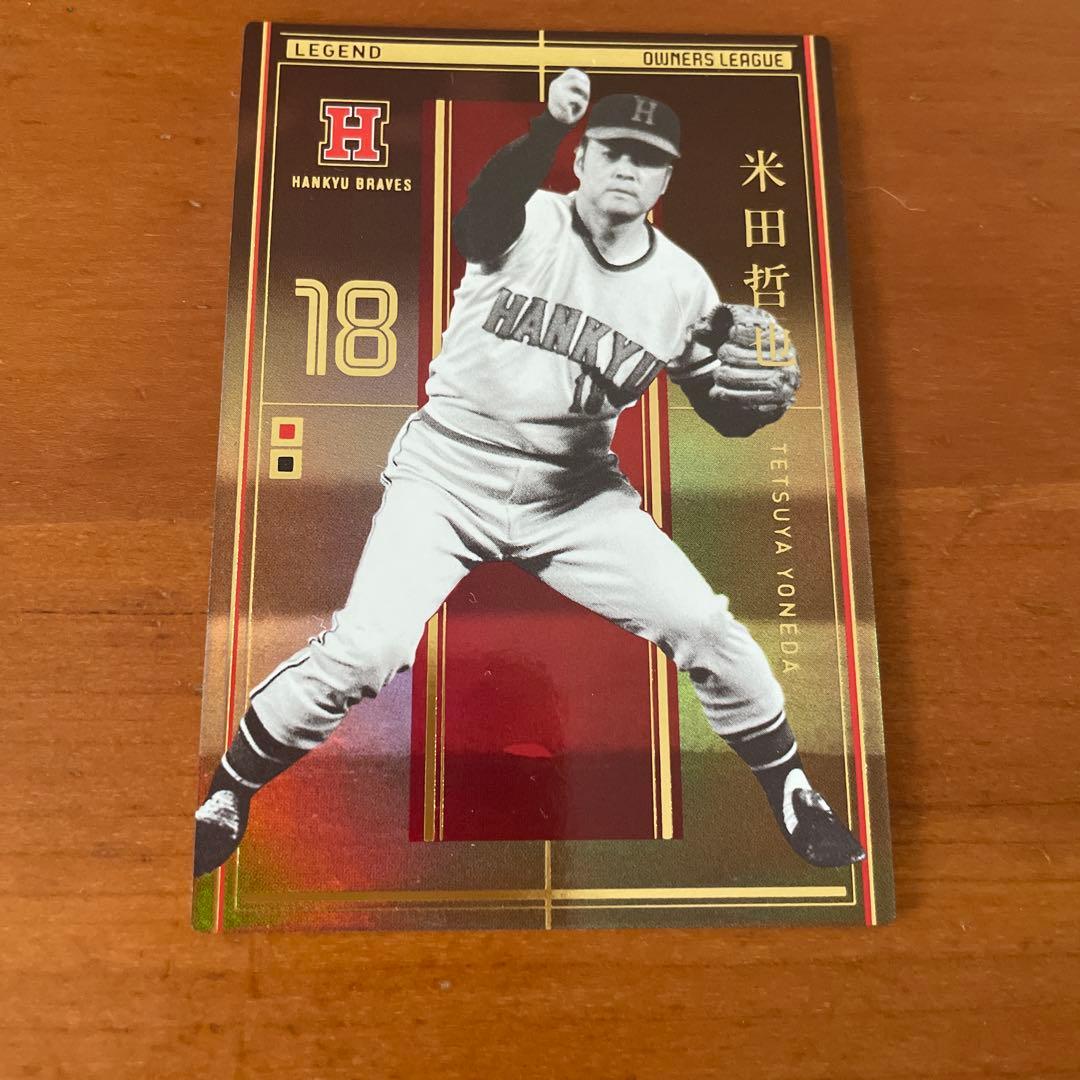 LEGEND
OWNERS LEAGUE
H
HANKYU BRAVES
18
H
HANKYU
米田哲也
TETSUYA YONEDA